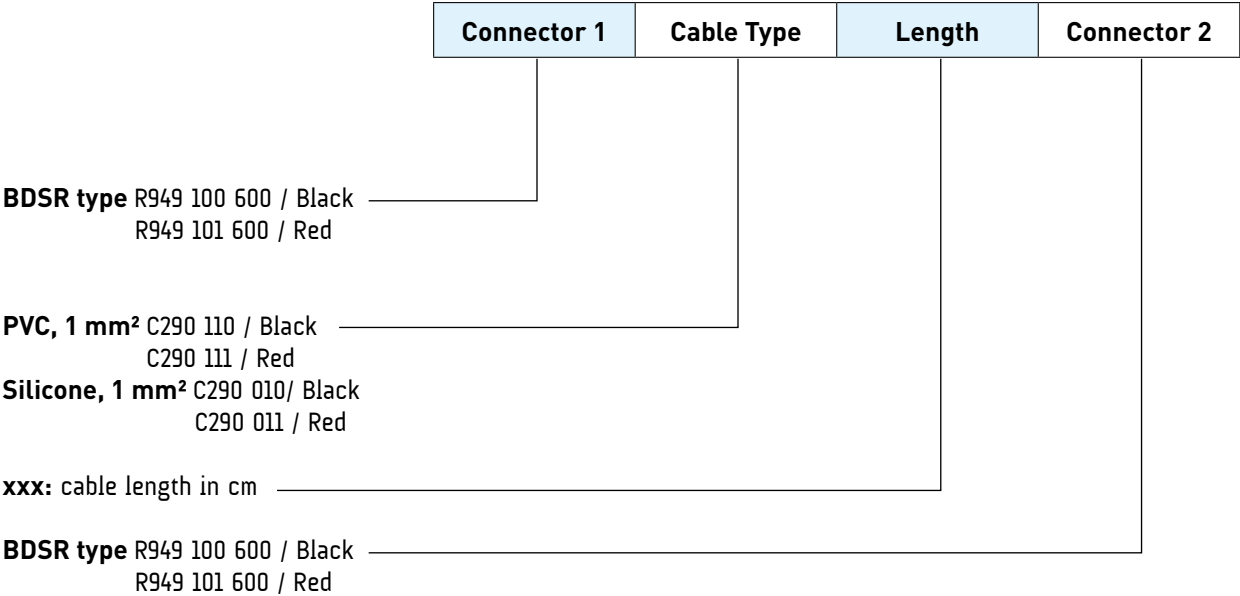 Connector 1 Cable Type Length Connector 2
BDSR type R949 100 600 / Black
R949 101 600 / Red
PVC, 1 mm² C290 110 / Black
C290 111 / Red
Silicone, 1 mm² C290 010/ Black
C290 011 / Red
xxx: cable length in cm
BDSR type R949 100 600 / Black
R949 101 600 / Red